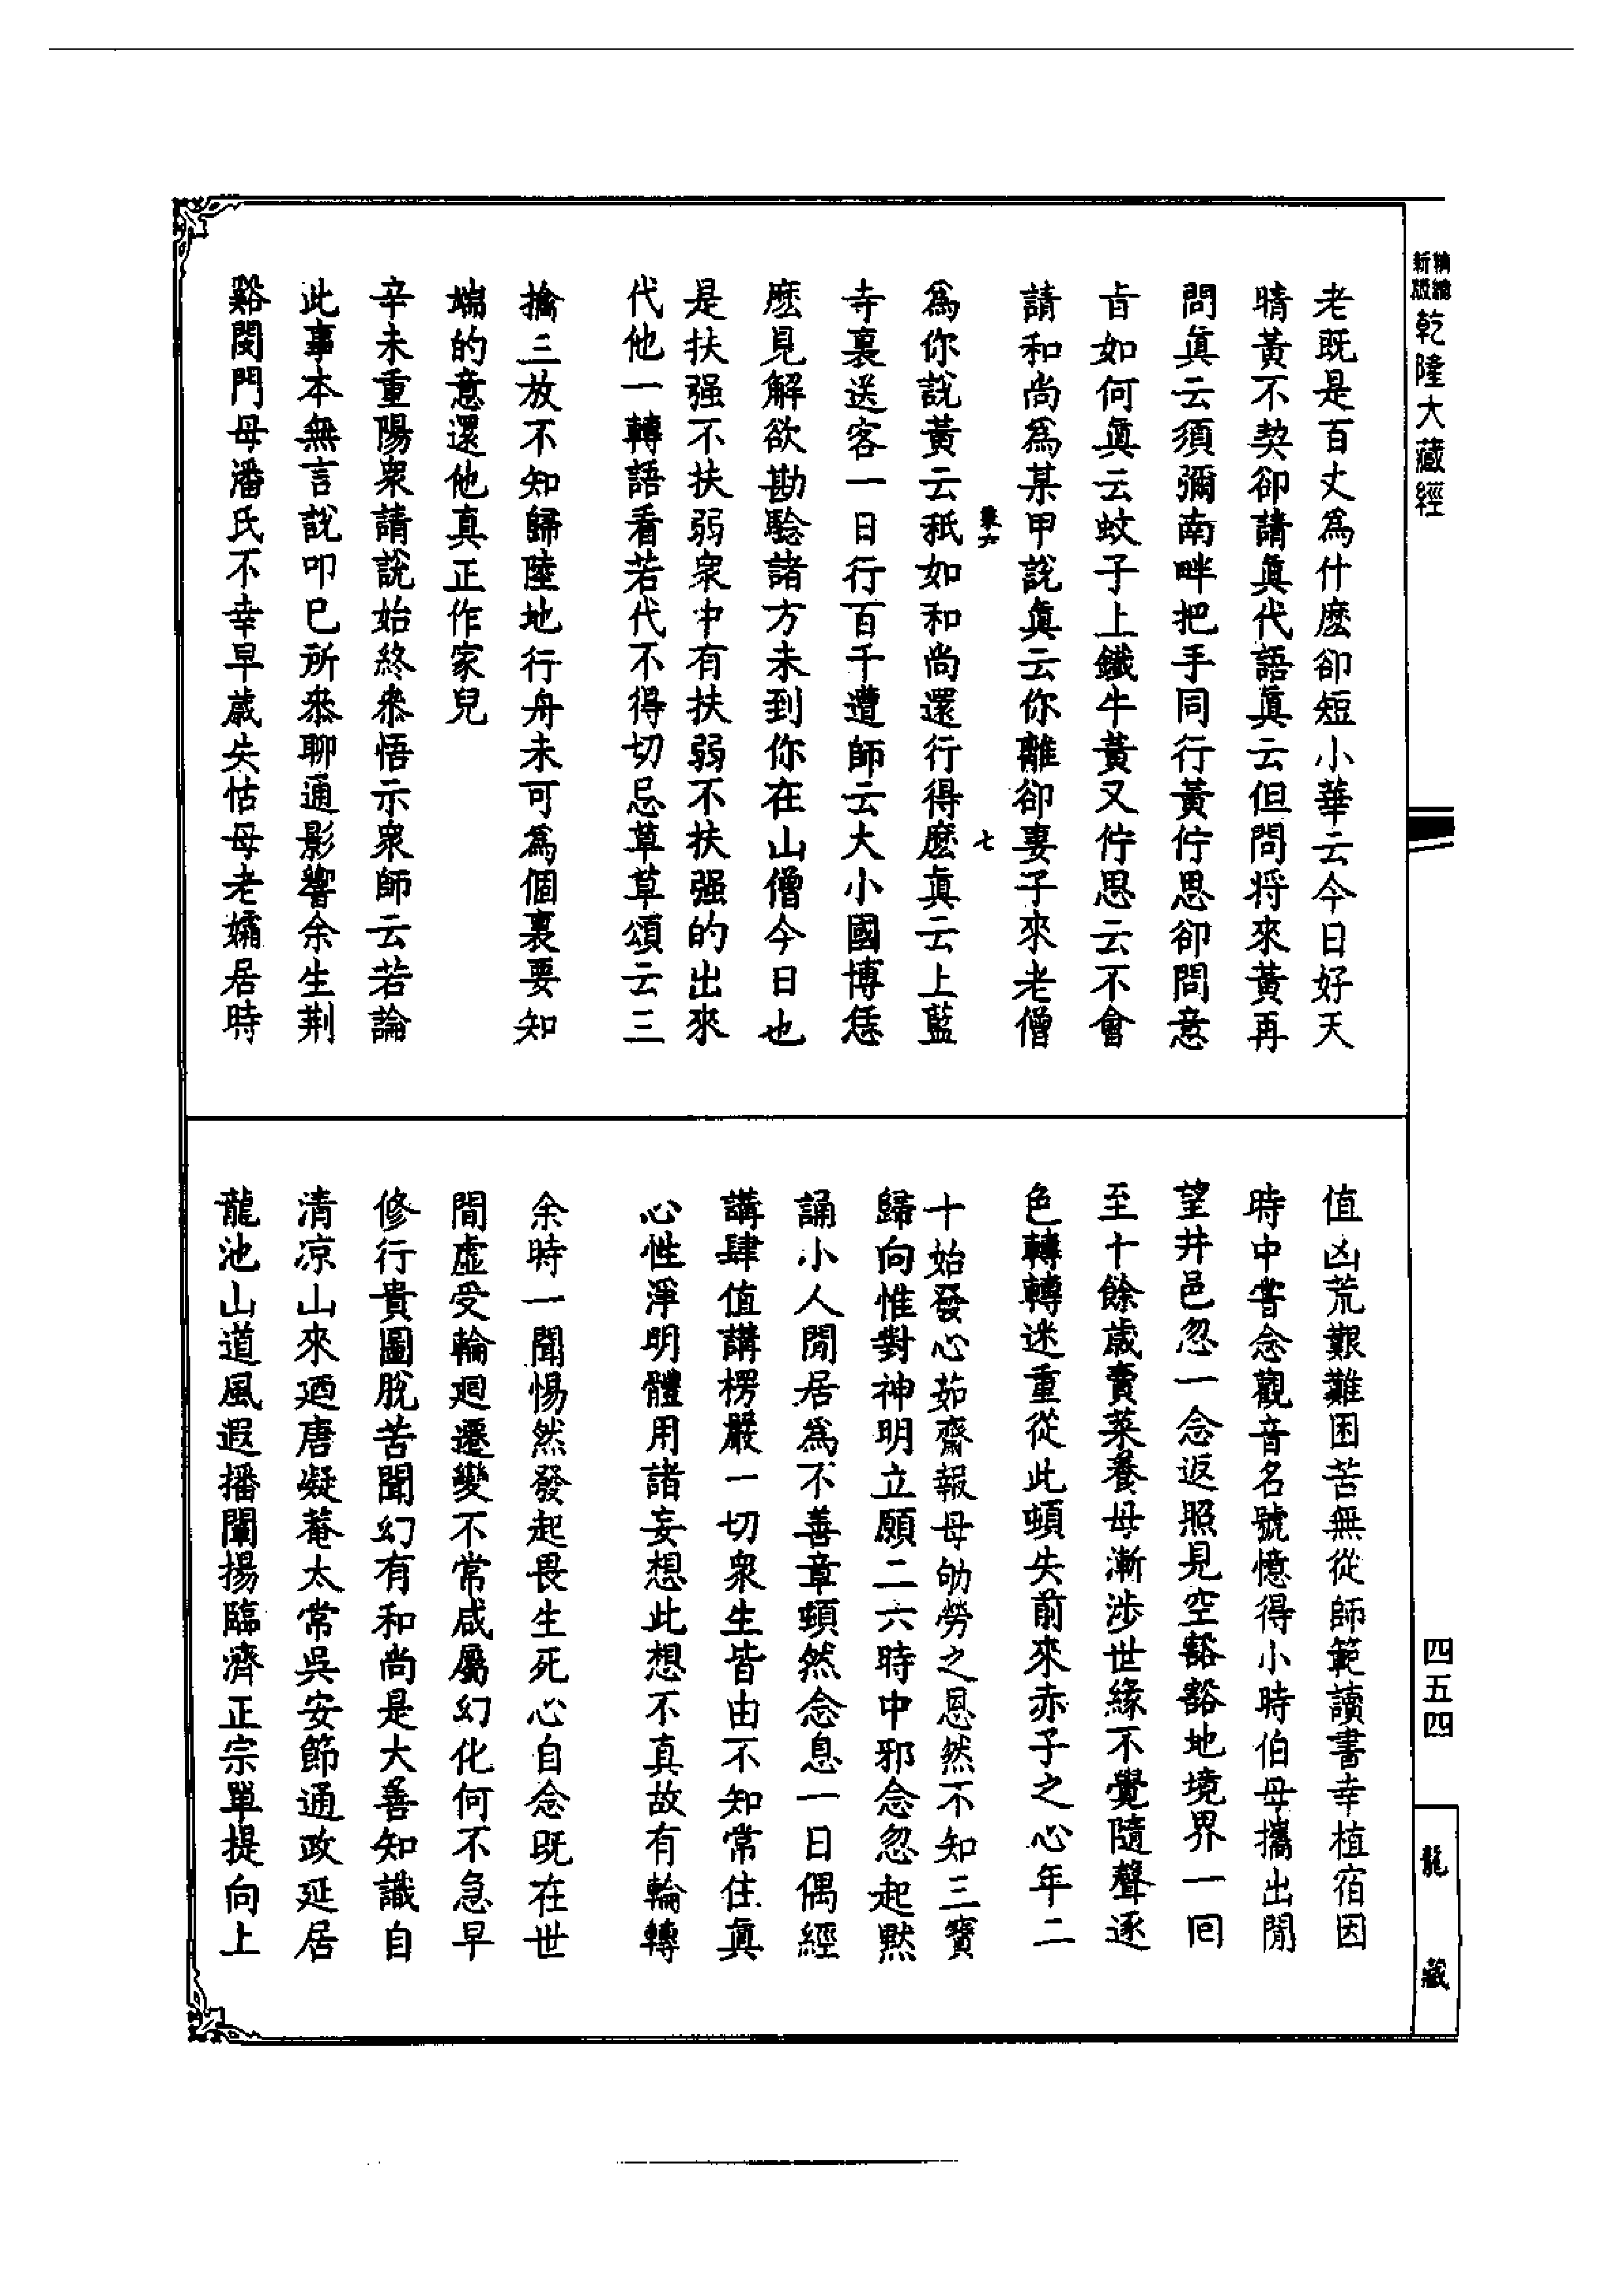 精縮
新版
乾隆大藏經
四五四
龍藏
老既是百丈爲什麽卻短小華云今日好天
晴黃不契卻請眞代語眞云但問將來黃再
問眞云須彌南畔把手同行黃佇思卻問意
旨如何眞云蚊子上鐵牛黃又佇思云不會
請和尚爲某甲說眞云你離卻妻子來老僧
七
爲你說黃云秖如和尚還行得麽眞云上藍
寺裏送客一日行百千遭師云大小國博恁
麽見解欲勘騐諸方未到你在山僧今日也
是扶强不扶弱衆中有扶弱不扶强的出來
代他一轉語看若代不得切忌草草頌云三
擒三放不知歸陸地行舟未可爲個裏要知
端的意還他真正作家兒
辛未重陽衆請說始終叅悟示衆師云若論
此事本無言說叩已所叅聊通影響余生荆
谿閔門母潘氏不幸早歲失怙母老孀居時
值凶荒艱難困苦無從師範讀書幸植宿因
時中嘗念觀音名號憶得小時伯母攜出閒
望井邑忽一念返照見空豁豁地境界一回
至十餘歲賣菜養母漸涉世緣不覺隨聲逐
色轉轉迷重從此頓失前來赤子之心年二
十始發心茹齋報母劬勞之恩然不知三寶
歸向惟對神明立願二六時中邪念忽起默
誦小人閒居爲不善章頓然念息一日偶經
講肆值講楞嚴一切衆生皆由不知常住眞
心性淨明體用諸妄想此想不真故有輪轉
余時一聞惕然發起畏生死心自念既在世
間虛受輪廻遷變不常咸屬幻化何不急早
修行貴圖脫苦聞幻有和尚是大善知識自
清凉山來廼唐凝菴太常吳安節通政延居
龍池山道風遐播闡揚臨濟正宗單提向上